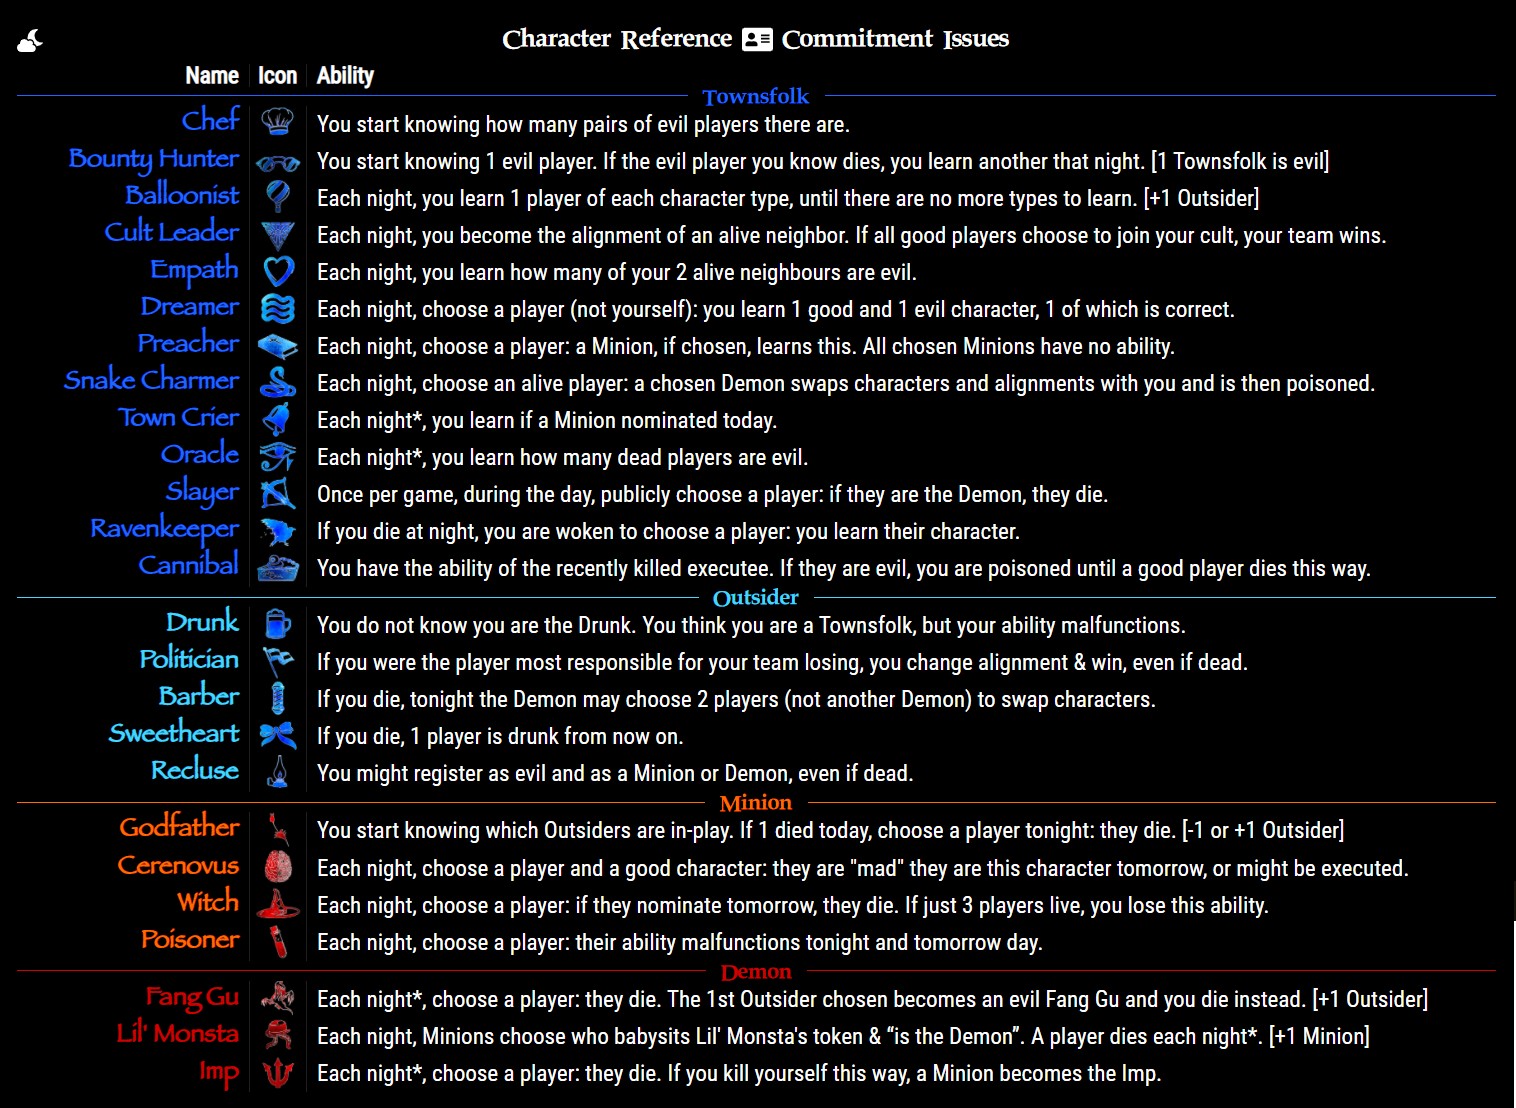 Character Reference Commitment Issues
Name Icon Ability
Townsfolk
Chef You start knowing how many pairs of evil players there are.
Bounty Hunter You start knowing 1 evil player. If the evil player you know dies, you learn another that night. [1 Townsfolk is evil]
Balloonist Each night, you learn 1 player of each character type, until there are no more types to learn. [+1 Outsider]
Cult Leader Each night, you become the alignment of an alive neighbor. If all good players choose to join your cult, your team wins.
Empath Each night, you learn how many of your 2 alive neighbours are evil.
Dreamer Each night, choose a player (not yourself): you learn 1 good and 1 evil character, 1 of which is correct.
Preacher Each night, choose a player: a Minion, if chosen, learns this. All chosen Minions have no ability.
Snake Charmer Each night, choose an alive player: a chosen Demon swaps characters and alignments with you and is then poisoned.
Town Crier Each night*, you learn if a Minion nominated today.
Oracle Each night*, you learn how many dead players are evil.
Slayer Once per game, during the day, publicly choose a player: if they are the Demon, they die.
Ravenkeeper If you die at night, you are woken to choose a player: you learn their character.
Cannibal You have the ability of the recently killed executee. If they are evil, you are poisoned until a good player dies this way.
Outsider
Drunk You do not know you are the Drunk. You think you are a Townsfolk, but your ability malfunctions.
Politician If you were the player most responsible for your team losing, you change alignment & win, even if dead.
Barber If you die, tonight the Demon may choose 2 players (not another Demon) to swap characters.
Sweetheart If you die, 1 player is drunk from now on.
Recluse You might register as evil and as a Minion or Demon, even if dead.
Minion
Godfather You start knowing which Outsiders are in-play. If 1 died today, choose a player tonight: they die. [-1 or +1 Outsider]
Cerenovus Each night, choose a player and a good character: they are "mad" they are this character tomorrow, or might be executed.
Witch Each night, choose a player: if they nominate tomorrow, they die. If just 3 players live, you lose this ability.
Poisoner Each night, choose a player: their ability malfunctions tonight and tomorrow day.
Demon
Fang Gu Each night*, choose a player: they die. The 1st Outsider chosen becomes an evil Fang Gu and you die instead. [+1 Outsider]
Lil' Monsta Each night, Minions choose who babysits Lil' Monsta's token & “is the Demon”. A player dies each night*. [+1 Minion]
Imp Each night*, choose a player: they die. If you kill yourself this way, a Minion becomes the Imp.